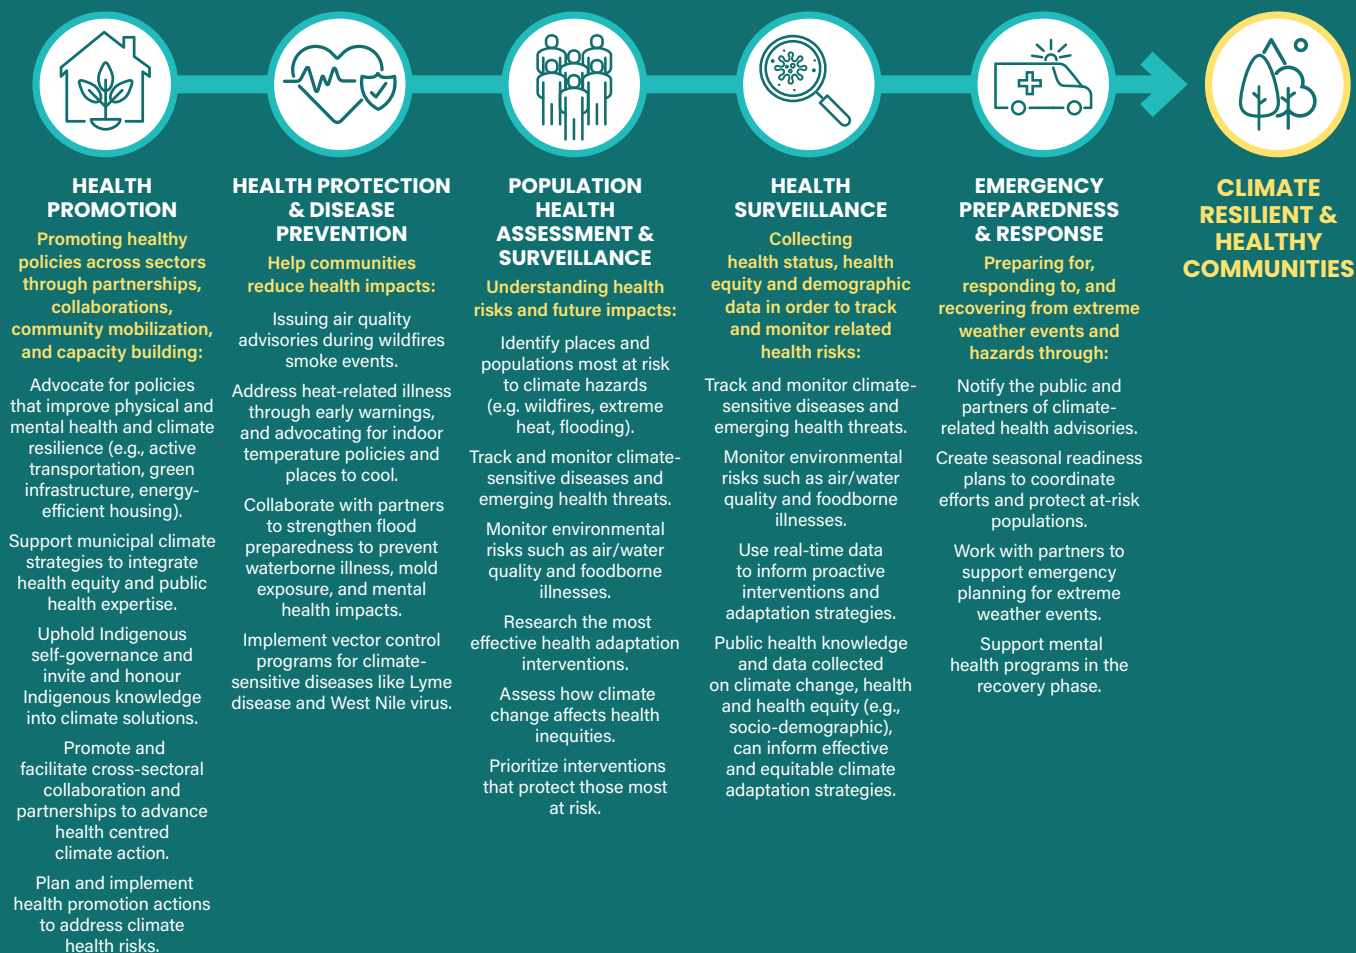 HEALTH
PROMOTION
Promoting healthy
policies across sectors
through partnerships,
collaborations,
community mobilization,
and capacity building:
Advocate for policies
that improve physical and
mental health and climate
resilience (e.g., active
transportation, green
infrastructure, energy-
efficient housing).
Support municipal climate
strategies to integrate
health equity and public
health expertise.
Uphold Indigenous
self-governance and
invite and honour
Indigenous knowledge
into climate solutions.
Promote and
facilitate cross-sectoral
collaboration and
partnerships to advance
health centred
climate action.
Plan and implement
health promotion actions
to address climate
health risks.
HEALTH PROTECTION
& DISEASE
PREVENTION
Help communities
reduce health impacts:
Issuing air quality
advisories during wildfires
smoke events.
Address heat-related illness
through early warnings,
and advocating for indoor
temperature policies and
places to cool.
Collaborate with partners
to strengthen flood
preparedness to prevent
waterborne illness, mold
exposure, and mental
health impacts.
Implement vector control
programs for climate-
sensitive diseases like Lyme
disease and West Nile virus.
POPULATION
HEALTH
ASSESSMENT &
SURVEILLANCE
Understanding health
risks and future impacts:
Identify places and
populations most at risk
to climate hazards
(e.g. wildfires, extreme
heat, flooding).
Track and monitor climate-
sensitive diseases and
emerging health threats.
Monitor environmental
risks such as air/water
quality and foodborne
illnesses.
Research the most
effective health adaptation
interventions.
Assess how climate
change affects health
inequities.
Prioritize interventions
that protect those most
at risk.
HEALTH
SURVEILLANCE
Collecting
health status, health
equity and demographic
data in order to track
and monitor related
health risks:
Track and monitor climate-
sensitive diseases and
emerging health threats.
Monitor environmental
risks such as air/water
quality and foodborne
illnesses.
Use real-time data
to inform proactive
interventions and
adaptation strategies.
Public health knowledge
and data collected
on climate change, health
and health equity (e.g.,
socio-demographic),
can inform effective
and equitable climate
adaptation strategies.
EMERGENCY
PREPAREDNESS
& RESPONSE
Preparing for,
responding to, and
recovering from extreme
weather events and
hazards through:
Notify the public and
partners of climate-
related health advisories.
Create seasonal readiness
plans to coordinate
efforts and protect at-risk
populations.
Work with partners to
support emergency
planning for extreme
weather events.
Support mental
health programs in the
recovery phase.
CLIMATE
RESILIENT &
HEALTHY
COMMUNITIES